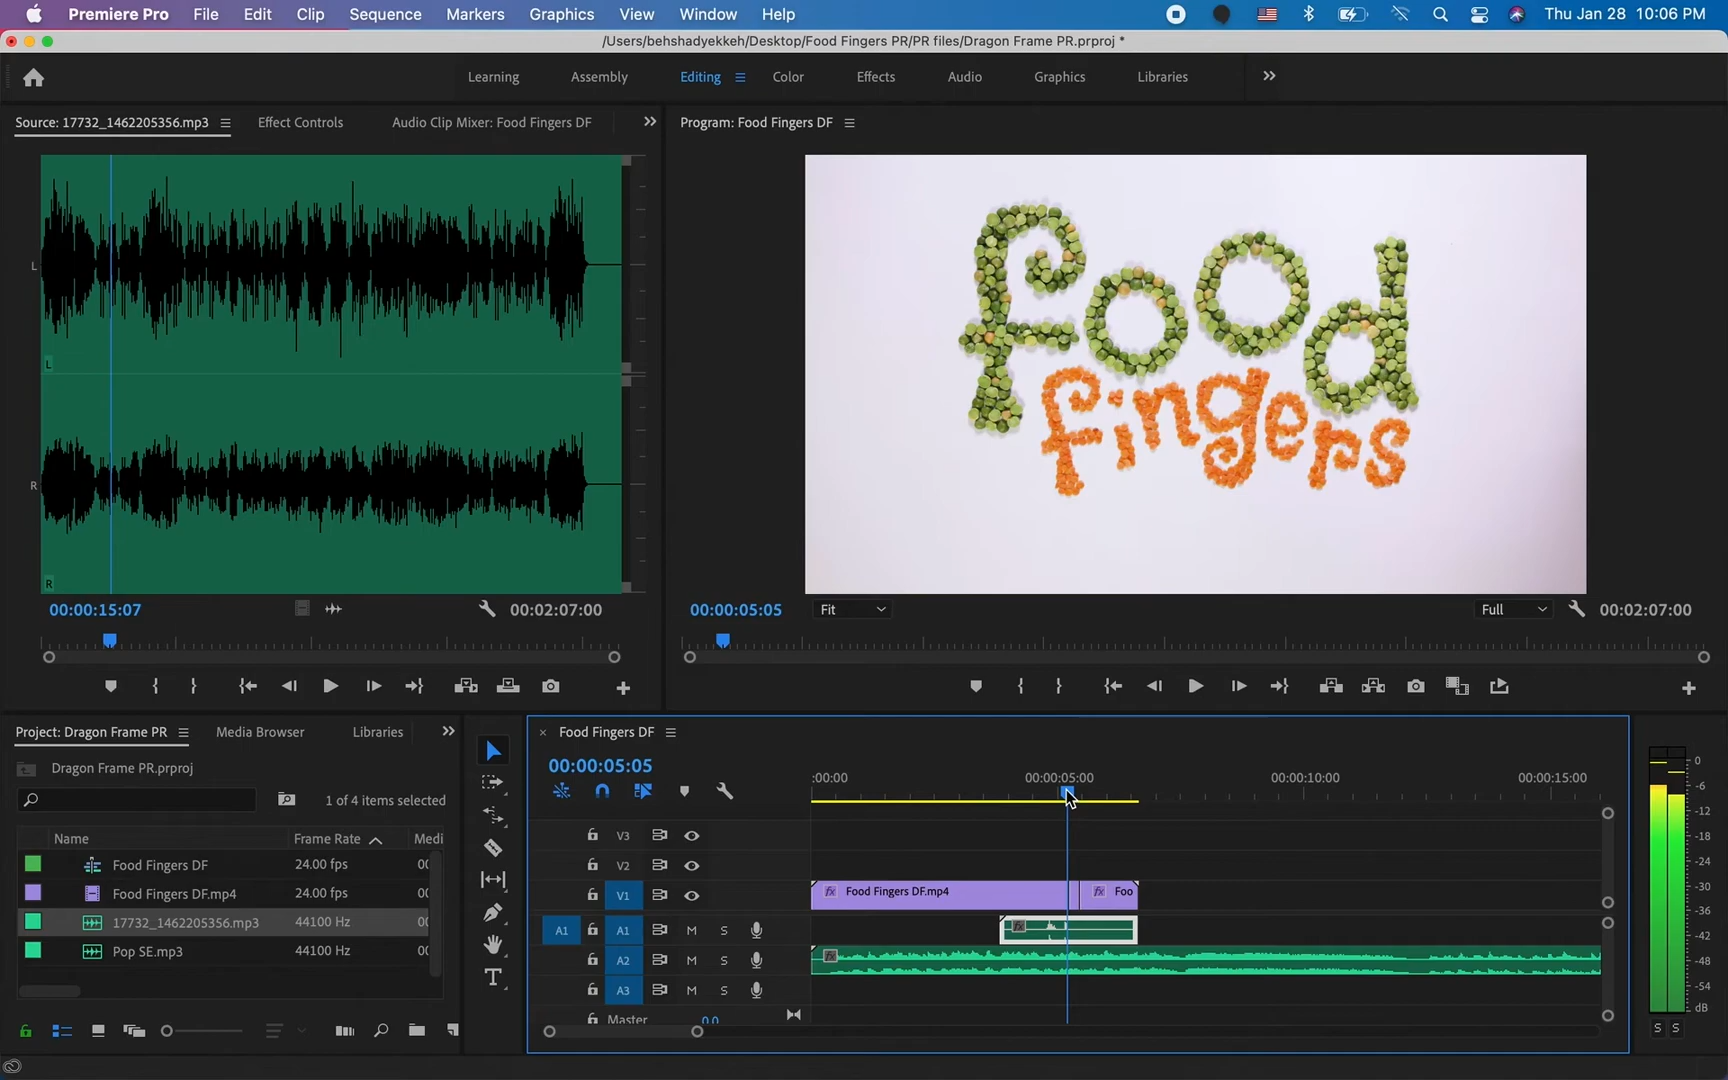 Premiere Pro File Edit Clip Sequence Markers Graphics View Window Help Thu Jan 28 10:06 PM
/Users/behshadyekkeh/Desktop/Food Fingers PR/PR files/Dragon Frame PR.prproj *
Learning Assembly Editing Color Effects Audio Graphics Libraries
Source: 17732_1462205356.mp3 Effect Controls Audio Clip Mixer: Food Fingers DF
Program: Food Fingers DF
food
fingers
L
L
R
R
00:00:15:07 00:02:07:00
00:00:05:05 Fit Full 00:02:07:00
Project: Dragon Frame PR Media Browser Libraries
Dragon Frame PR.prproj
1 of 4 items selected
Name Frame Rate Medi
Food Fingers DF 24.00 fps 00
Food Fingers DF.mp4 24.00 fps 00
17732_1462205356.mp3 44100 Hz 00
Pop SE.mp3 44100 Hz 00
Food Fingers DF
00:00:05:05
:00:00 00:00:05:00 00:00:10:00 00:00:15:00
V3
V2
V1 fx Food Fingers DF.mp4 fx Foo
A1 A1 M S
A2 M S
A3 M S
Master 0.0
0
-6
-12
-18
-24
-30
-36
-42
-48
-54
dB
S S